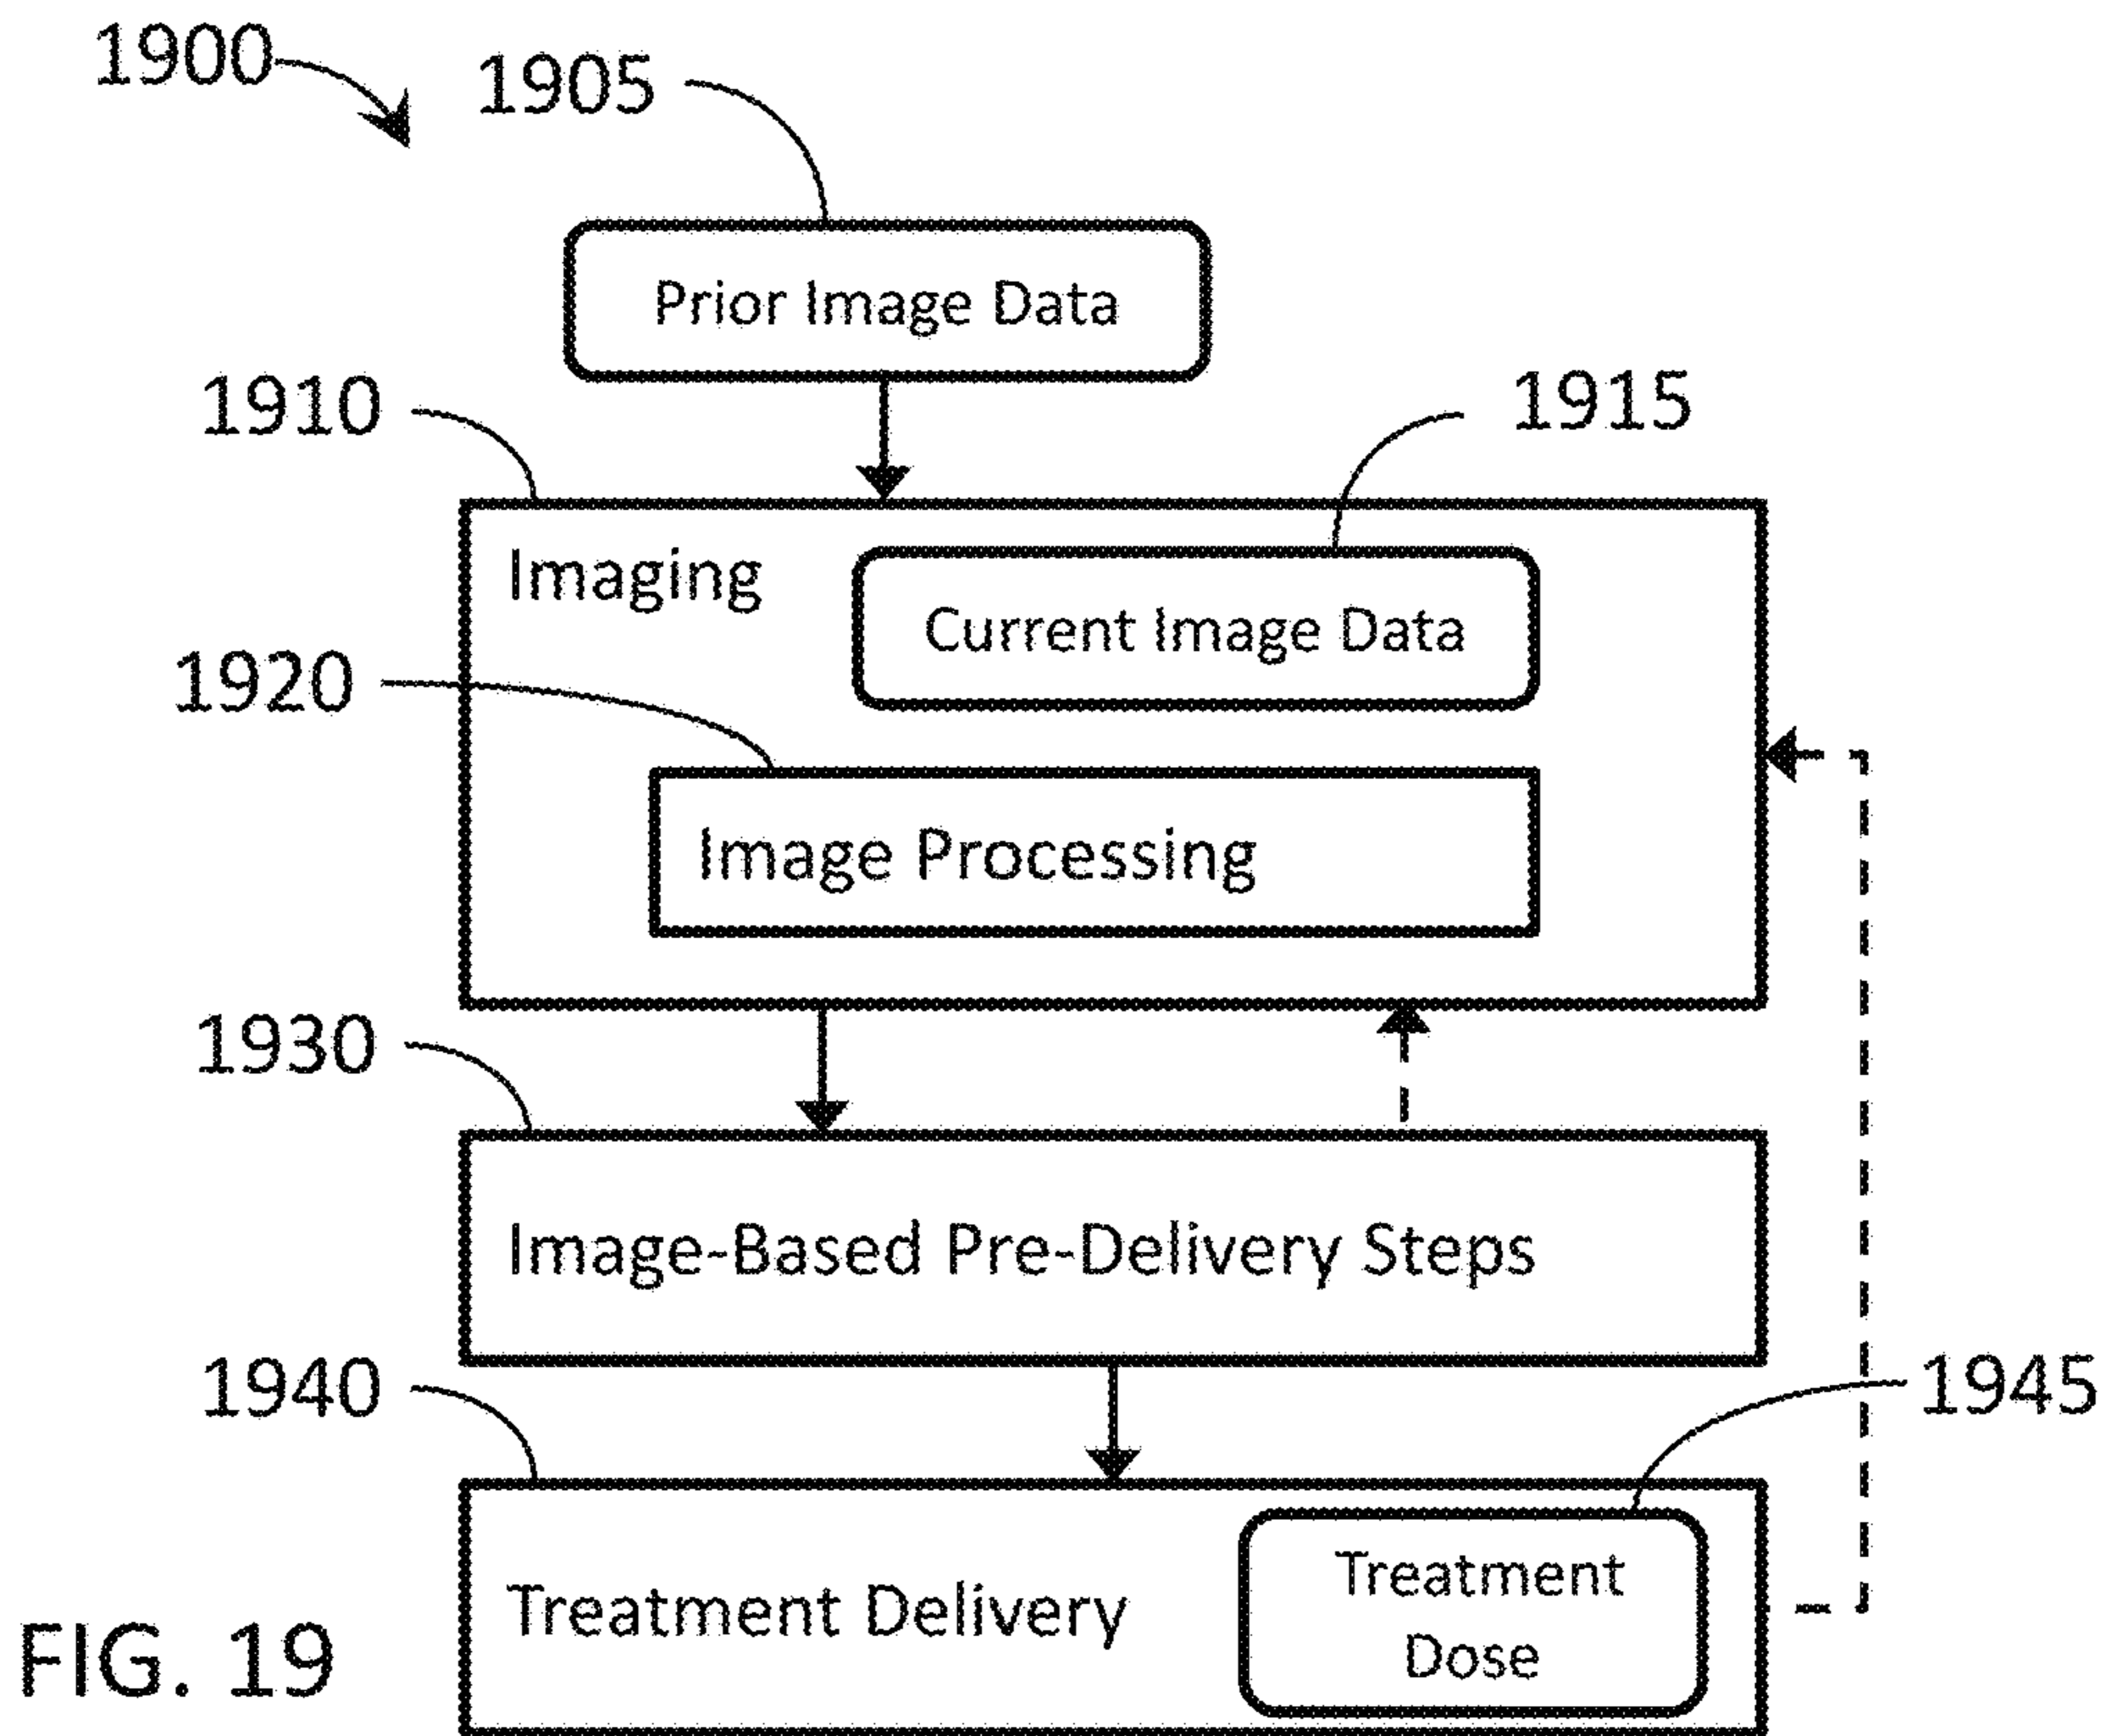 1900
1905
Prior Image Data
1910
1915
Imaging
Current Image Data
1920
Image Processing
1930
Image-Based Pre-Delivery Steps
1940
1945
Treatment Delivery
Treatment
Dose
FIG. 19